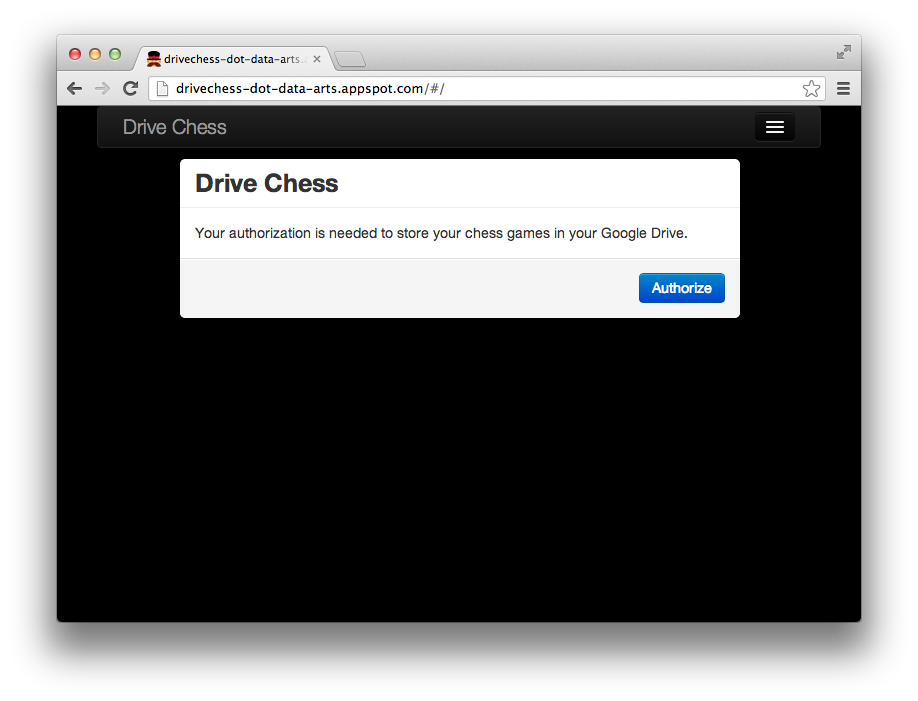 drivechess-dot-data-arts.
drivechess-dot-data-arts.appspot.com/#/
Drive Chess
Drive Chess
Your authorization is needed to store your chess games in your Google Drive.
Authorize